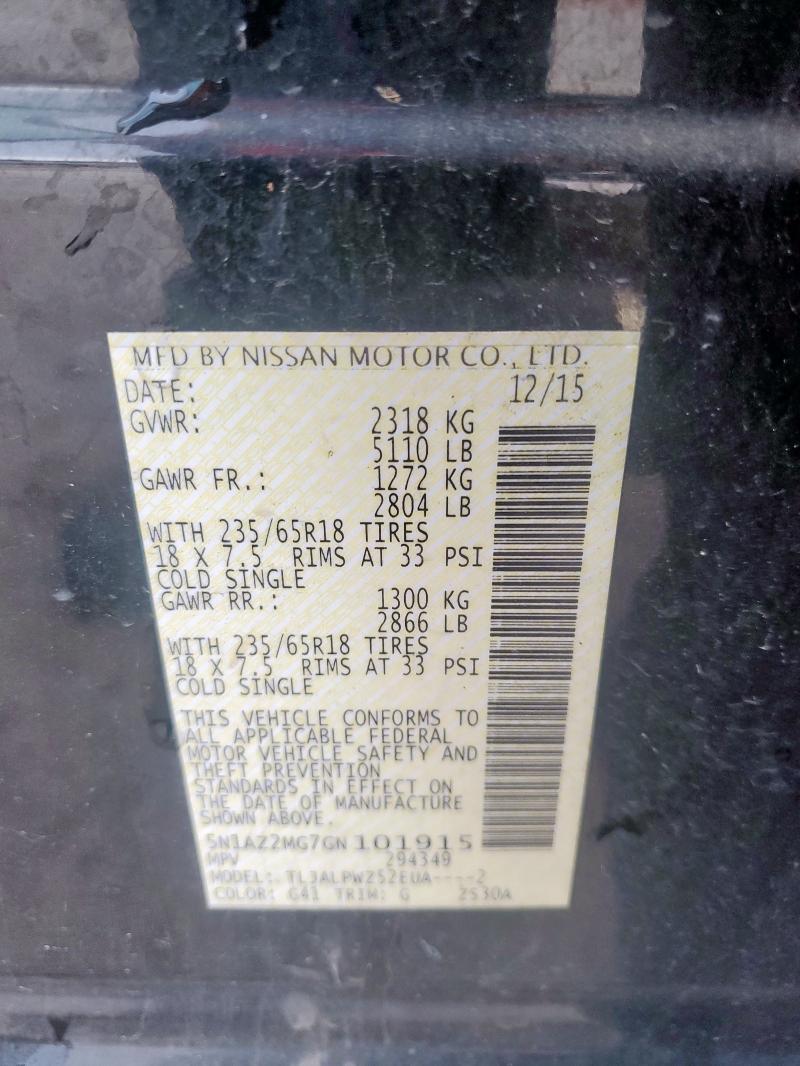 MFD BY NISSAN MOTOR CO., LTD.
DATE: 12/15
GVWR: 2318 KG
5110 LB
GAWR FR.: 1272 KG
2804 LB
WITH 235/65R18 TIRES
18 X 7.5 RIMS AT 33 PSI
COLD SINGLE
GAWR RR.: 1300 KG
2866 LB
WITH 235/65R18 TIRES
18 X 7.5 RIMS AT 33 PSI
COLD SINGLE
THIS VEHICLE CONFORMS TO
ALL APPLICABLE FEDERAL
MOTOR VEHICLE SAFETY AND
THEFT PREVENTION
STANDARDS IN EFFECT ON
THE DATE OF MANUFACTURE
SHOWN ABOVE.
5N1AZ2MG7GN101915
MPV 294349
MODEL: TL3ALPWZ52EUA----2
COLOR: G41 TRIM: G 2S30A